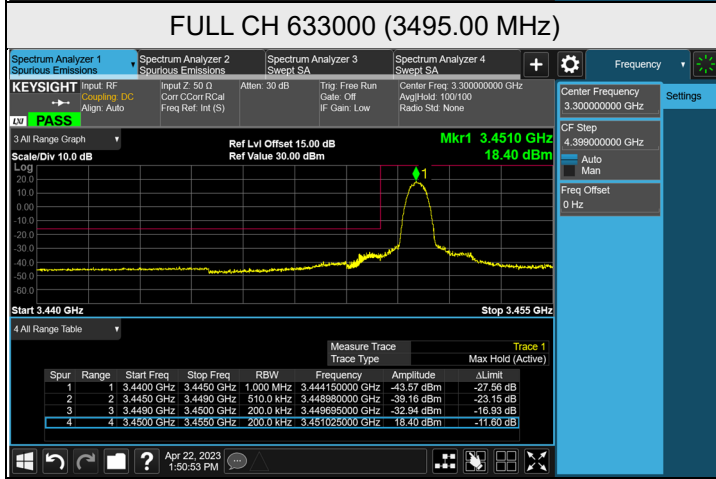 FULL CH 633000 (3495.00 MHz)
Spectrum Analyzer 1
Spurious Emissions
Spectrum Analyzer 2
Spurious Emissions
Spectrum Analyzer 3
Swept SA
Spectrum Analyzer 4
Swept SA
+
Frequency
KEYSIGHT
Input: RF
Coupling: DC
Align: Auto
Input Z: 50 Ω
Corr CCorr RCal
Freq Ref: Int (S)
Atten: 30 dB
Trig: Free Run
Gate: Off
IF Gain: Low
Center Freq: 3.300000000 GHz
Avg|Hold: 100/100
Radio Std: None
LXI PASS
Center Frequency
3.300000000 GHz
Settings
CF Step
4.399000000 GHz
Auto
Man
Freq Offset
0 Hz
3 All Range Graph
Scale/Div 10.0 dB
Ref Lvl Offset 15.00 dB
Ref Value 30.00 dBm
Mkr1 3.4510 GHz
18.40 dBm
Log
20.0
10.0
0.00
-10.0
-20.0
-30.0
-40.0
-50.0
-60.0
1
Start 3.440 GHz
Stop 3.455 GHz
4 All Range Table
Measure Trace Trace 1
Trace Type Max Hold (Active)
Spur Range Start Freq Stop Freq RBW Frequency Amplitude ΔLimit
1 1 3.4400 GHz 3.4450 GHz 1.000 MHz 3.444150000 GHz -43.57 dBm -27.56 dB
2 2 3.4450 GHz 3.4490 GHz 510.0 kHz 3.448980000 GHz -39.16 dBm -23.15 dB
3 3 3.4490 GHz 3.4500 GHz 200.0 kHz 3.449695000 GHz -32.94 dBm -16.93 dB
4 4 3.4500 GHz 3.4550 GHz 200.0 kHz 3.451025000 GHz 18.40 dBm -11.60 dB
?
Apr 22, 2023
1:50:53 PM